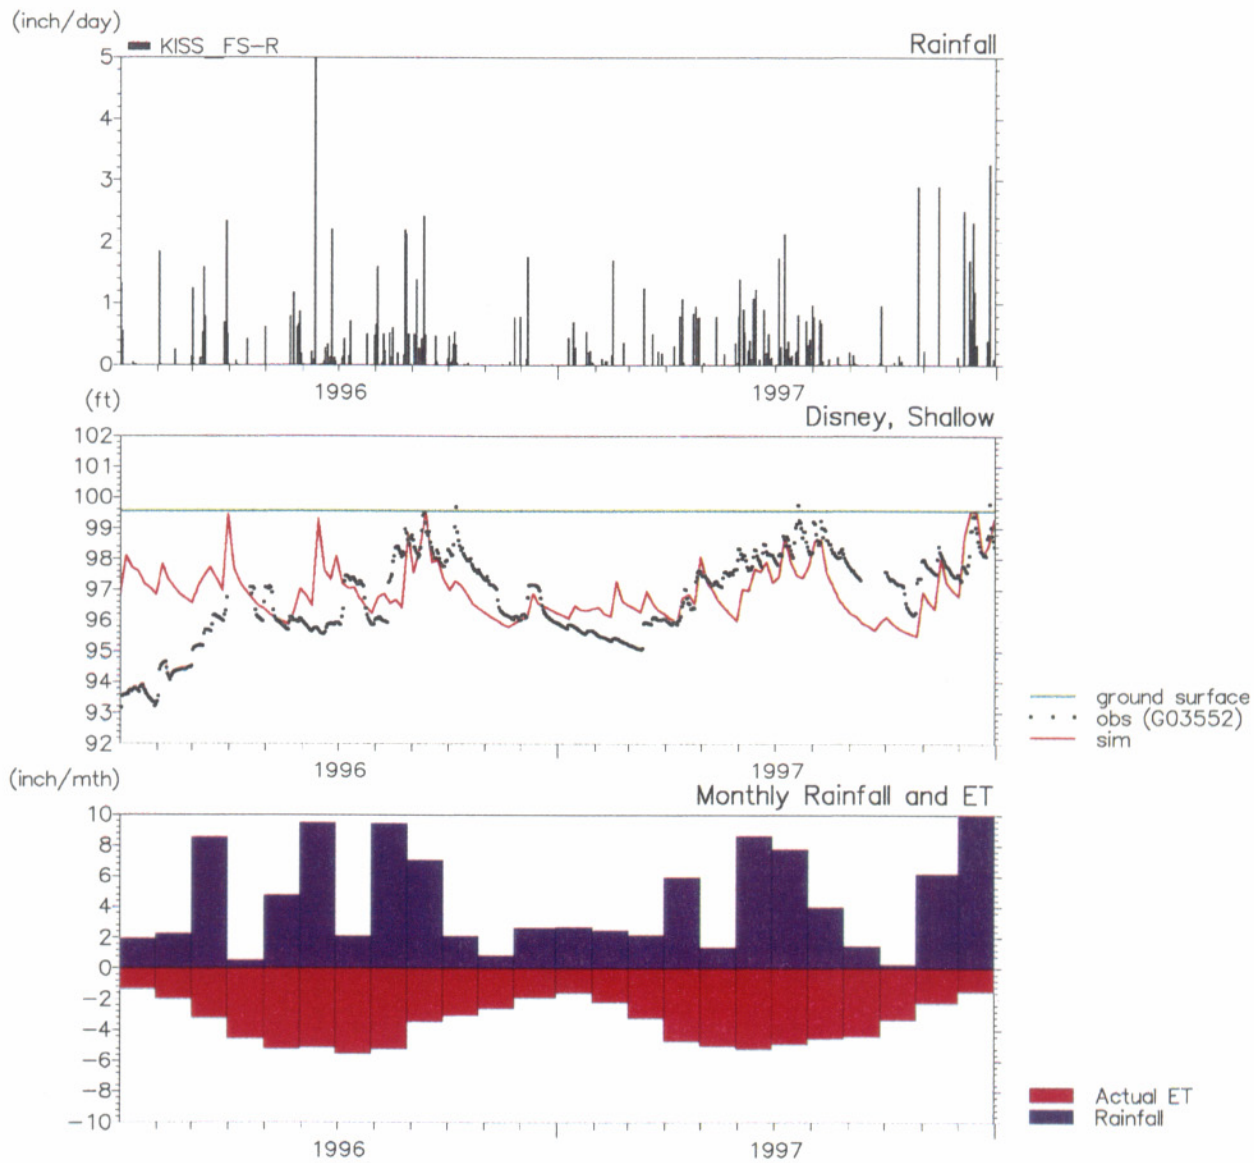 (inch/day)
KISS_FS-R
Rainfall
5
4
3
2
1
0
1996
1997
(ft)
Disney, Shallow
102
101
100
99
98
97
96
95
94
93
92
ground surface
obs (G03552)
sim
1996
1997
(inch/mth)
Monthly Rainfall and ET
10
8
6
4
2
0
-2
-4
-6
-8
-10
Actual ET
Rainfall
1996
1997